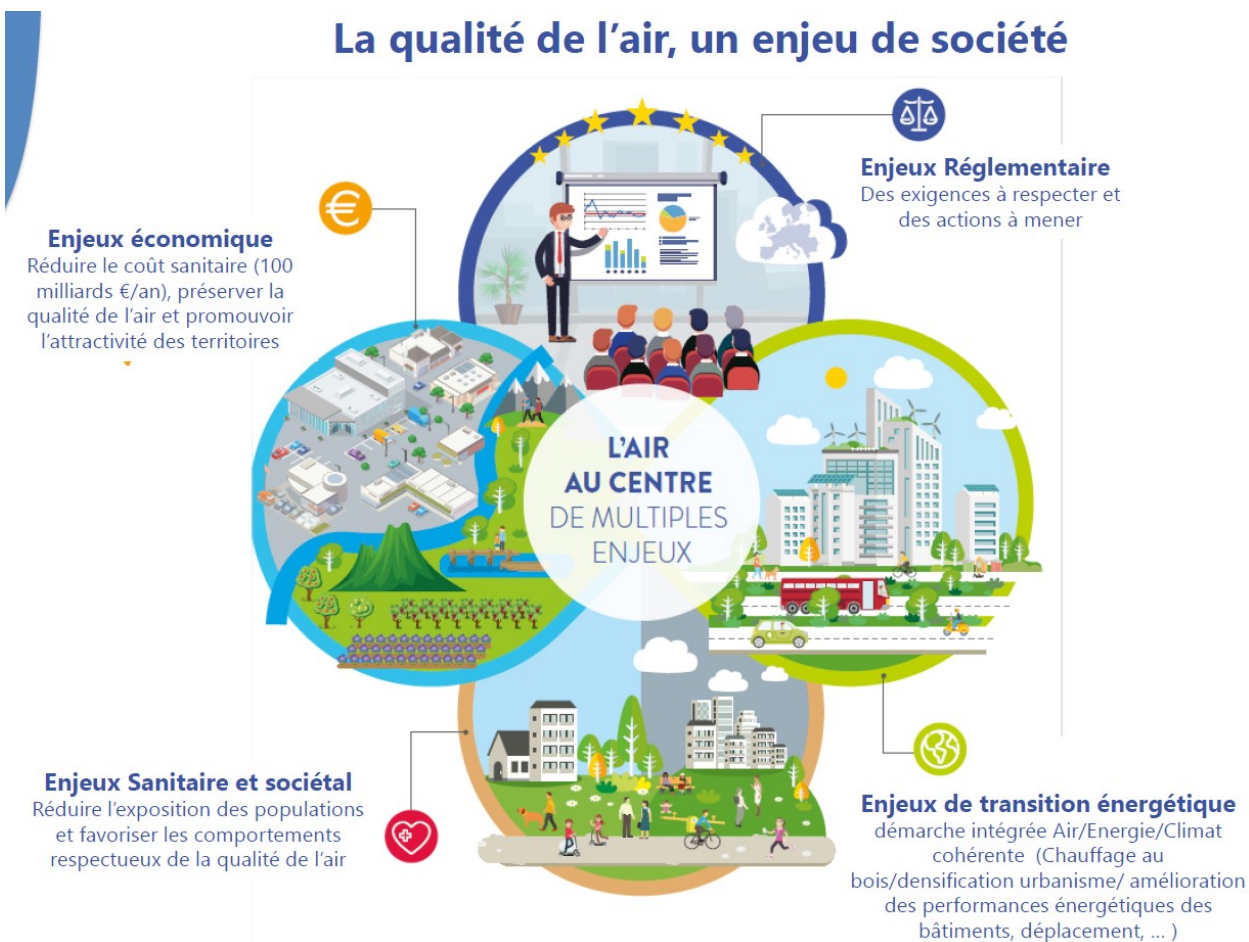 La qualité de l'air, un enjeu de société
Enjeux Réglementaire
Des exigences à respecter et
des actions à mener
Enjeux économique
Réduire le coût sanitaire (100
milliards €/an), préserver la
qualité de l'air et promouvoir
l'attractivité des territoires
L'AIR
AU CENTRE
DE MULTIPLES
ENJEUX
Enjeux Sanitaire et sociétal
Réduire l'exposition des populations
et favoriser les comportements
respectueux de la qualité de l'air
Enjeux de transition énergétique
démarche intégrée Air/Energie/Climat
cohérente (Chauffage au
bois/densification urbanisme/ amélioration
des performances énergétiques des
bâtiments, déplacement, ... )